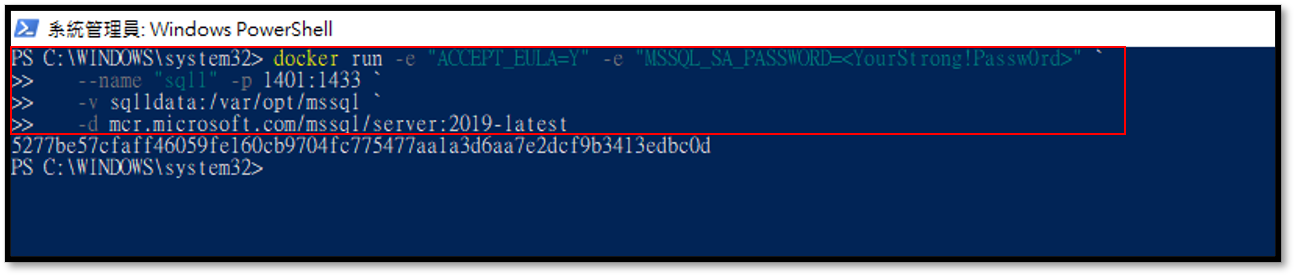 系統管理員: Windows PowerShell
PS C:\WINDOWS\system32> docker run -e "ACCEPT_EULA=Y" -e "MSSQL_SA_PASSWORD=<YourStrong!Passw0rd>" `
>>    --name "sql1" -p 1401:1433 `
>>    -v sql1data:/var/opt/mssql `
>>    -d mcr.microsoft.com/mssql/server:2019-latest
5277be57cfaff46059fe160cb9704fc775477aa1a3d6aa7e2dcf9b3413edbc0d
PS C:\WINDOWS\system32>